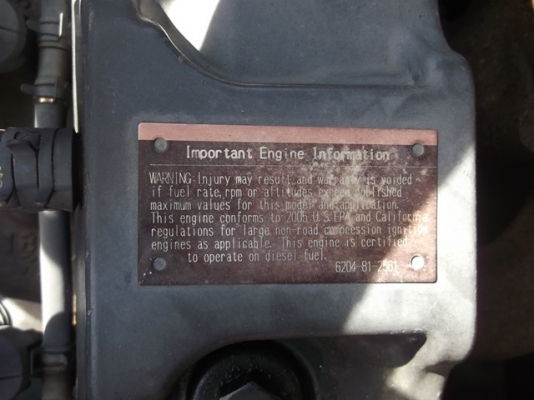 Important Engine Information
WARNING:Injury may result and warranty is voided
if fuel rate, rpm or altitudes exceed published
maximum values for this model and application.
This engine conforms to 2005 U.S.EPA and California
regulations for large non-road compression ignition
engines as applicable. This engine is certified
to operate on diesel fuel.
6204-81-2561